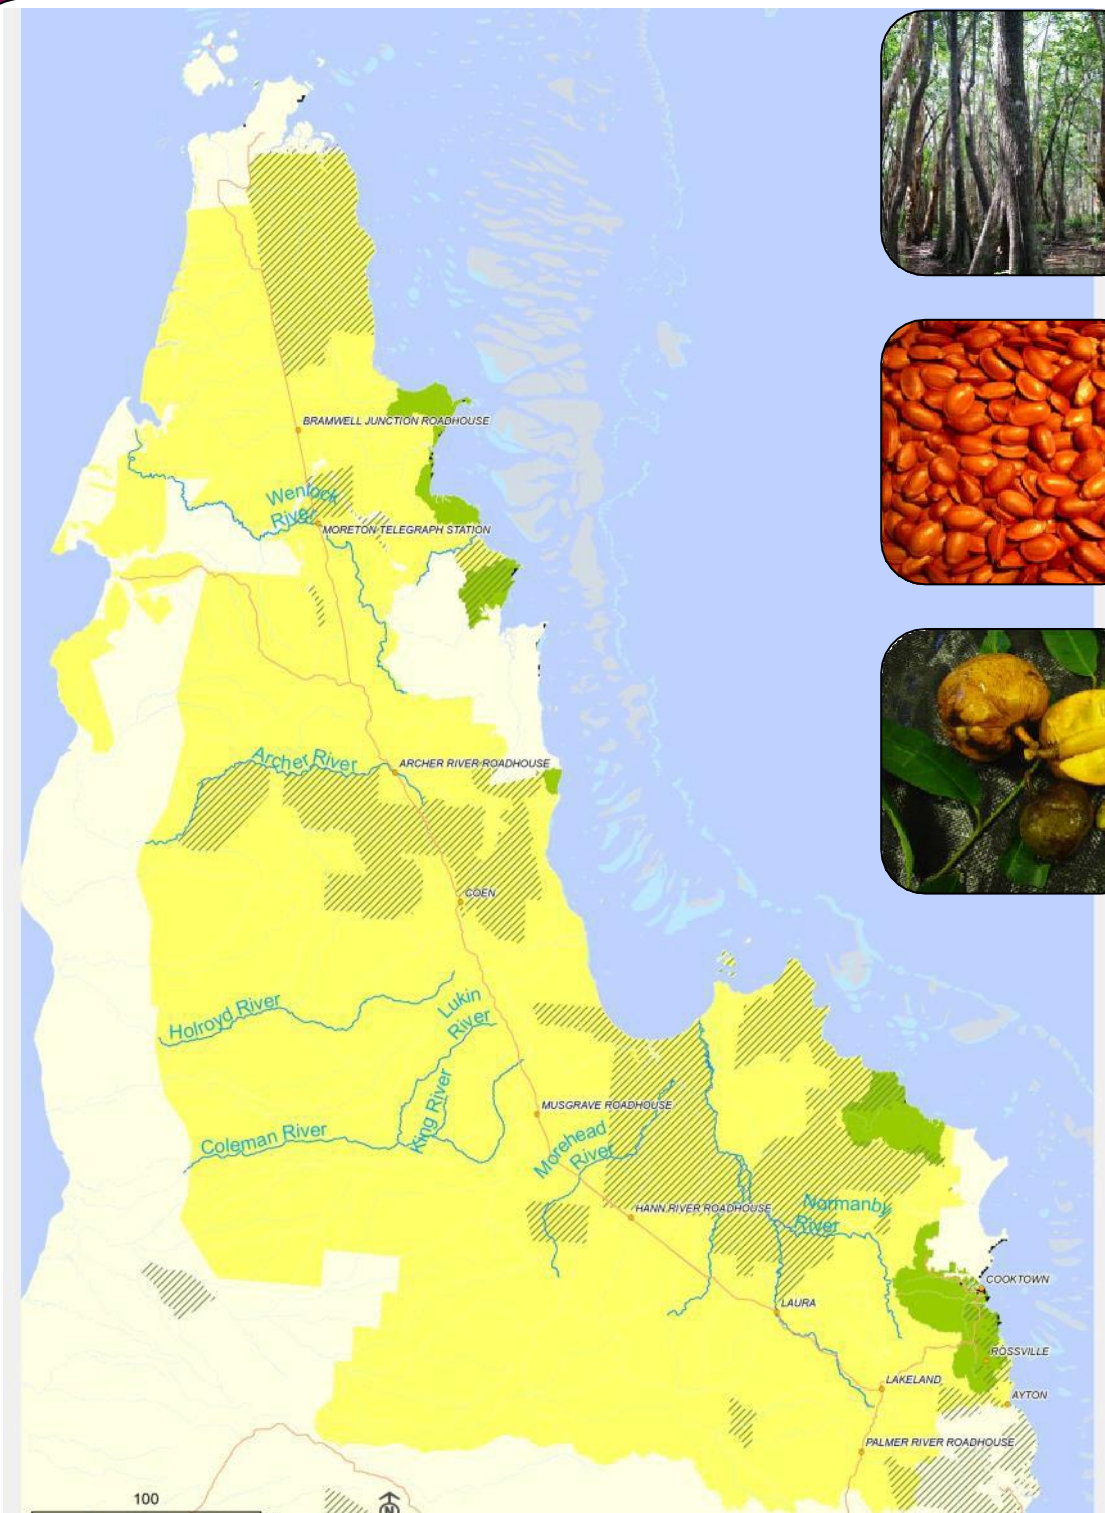 BRAMWELL JUNCTION ROADHOUSE
Wenlock
River
MORETON TELEGRAPH STATION
Archer River
ARCHER RIVER ROADHOUSE
COEN
Holroyd River
Lukin
River
King River
MUSGRAVE ROADHOUSE
Coleman River
Morehead
River
HANN RIVER ROADHOUSE
Normanby
River
COOKTOWN
LAURA
ROSSVILLE
LAKELAND
AYTON
PALMER RIVER ROADHOUSE
100
N